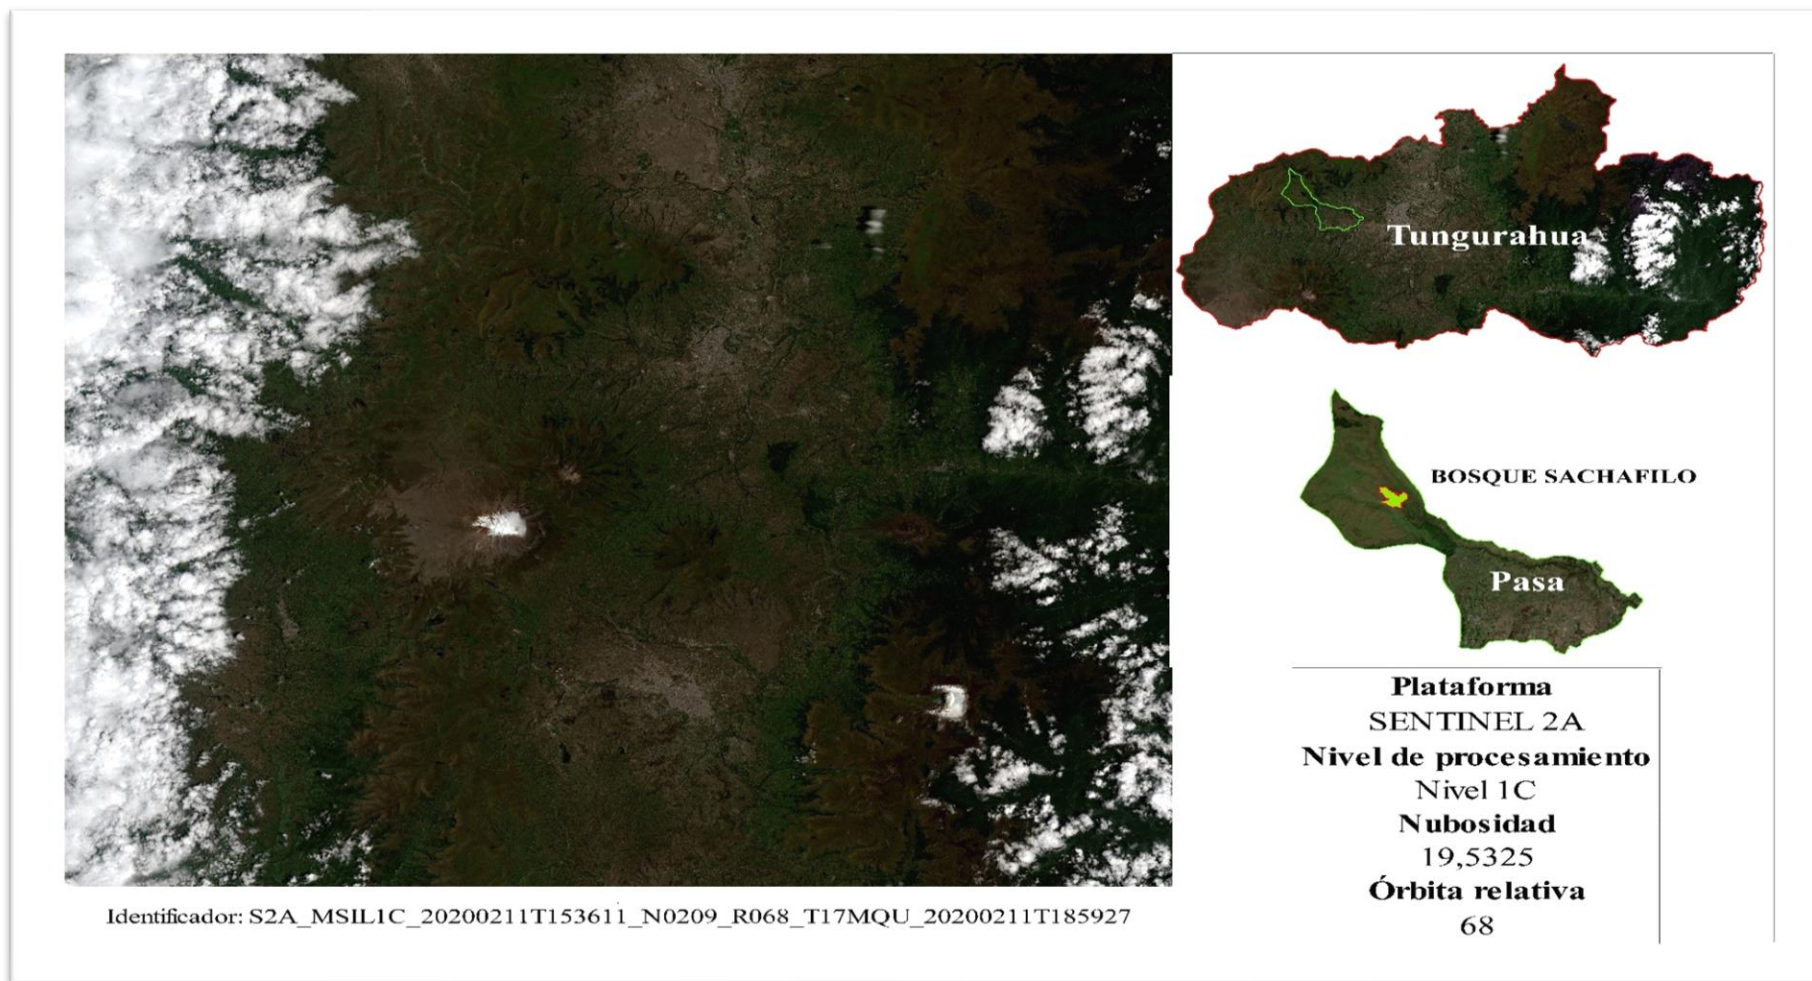 Tungurahua
BOSQUE SACHAFILO
Pasa
Plataforma
SENTINEL 2A
Nivel de procesamiento
Nivel 1C
Nubosidad
19,5325
Órbita relativa
68
Identificador: S2A_MSIL1C_20200211T153611_N0209_R068_T17MQU_20200211T185927